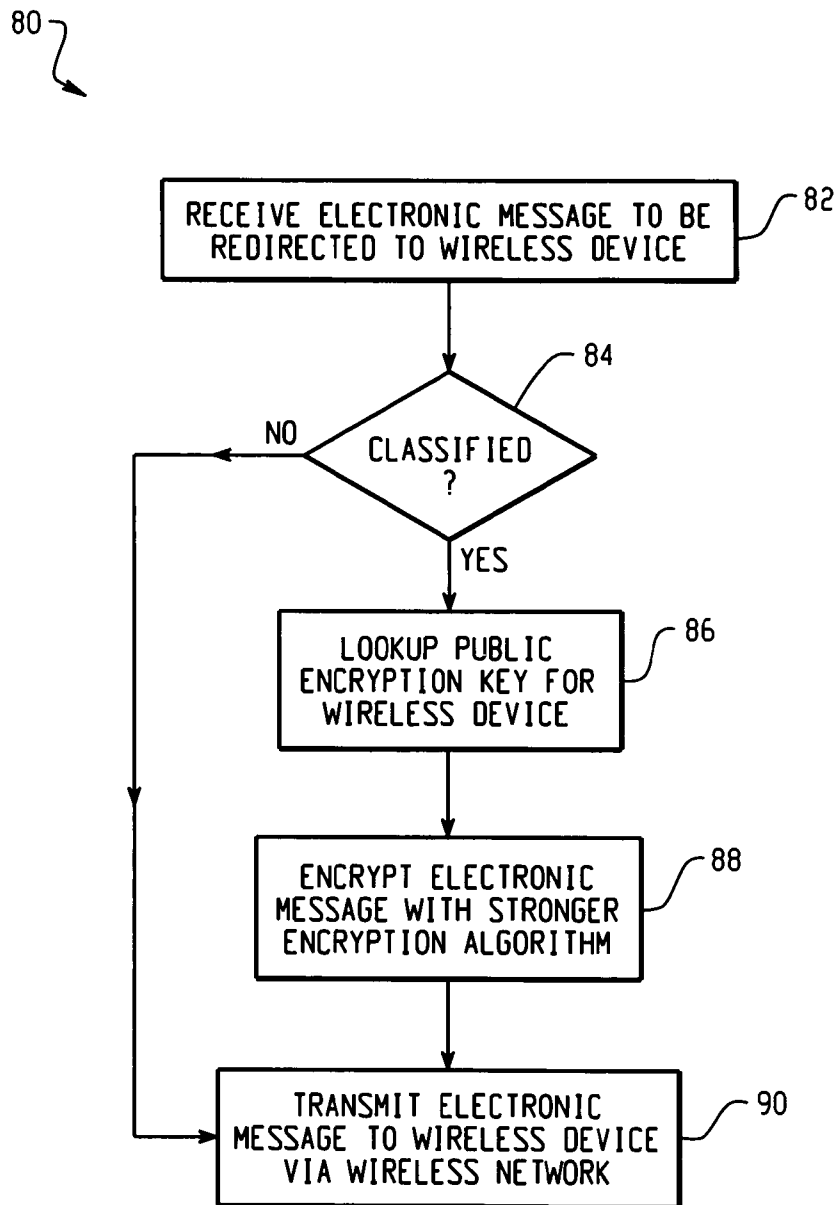 80
RECEIVE ELECTRONIC MESSAGE TO BE
REDIRECTED TO WIRELESS DEVICE
82
84
CLASSIFIED
?
NO
YES
LOOKUP PUBLIC
ENCRYPTION KEY FOR
WIRELESS DEVICE
86
ENCRYPT ELECTRONIC
MESSAGE WITH STRONGER
ENCRYPTION ALGORITHM
88
TRANSMIT ELECTRONIC
MESSAGE TO WIRELESS DEVICE
VIA WIRELESS NETWORK
90